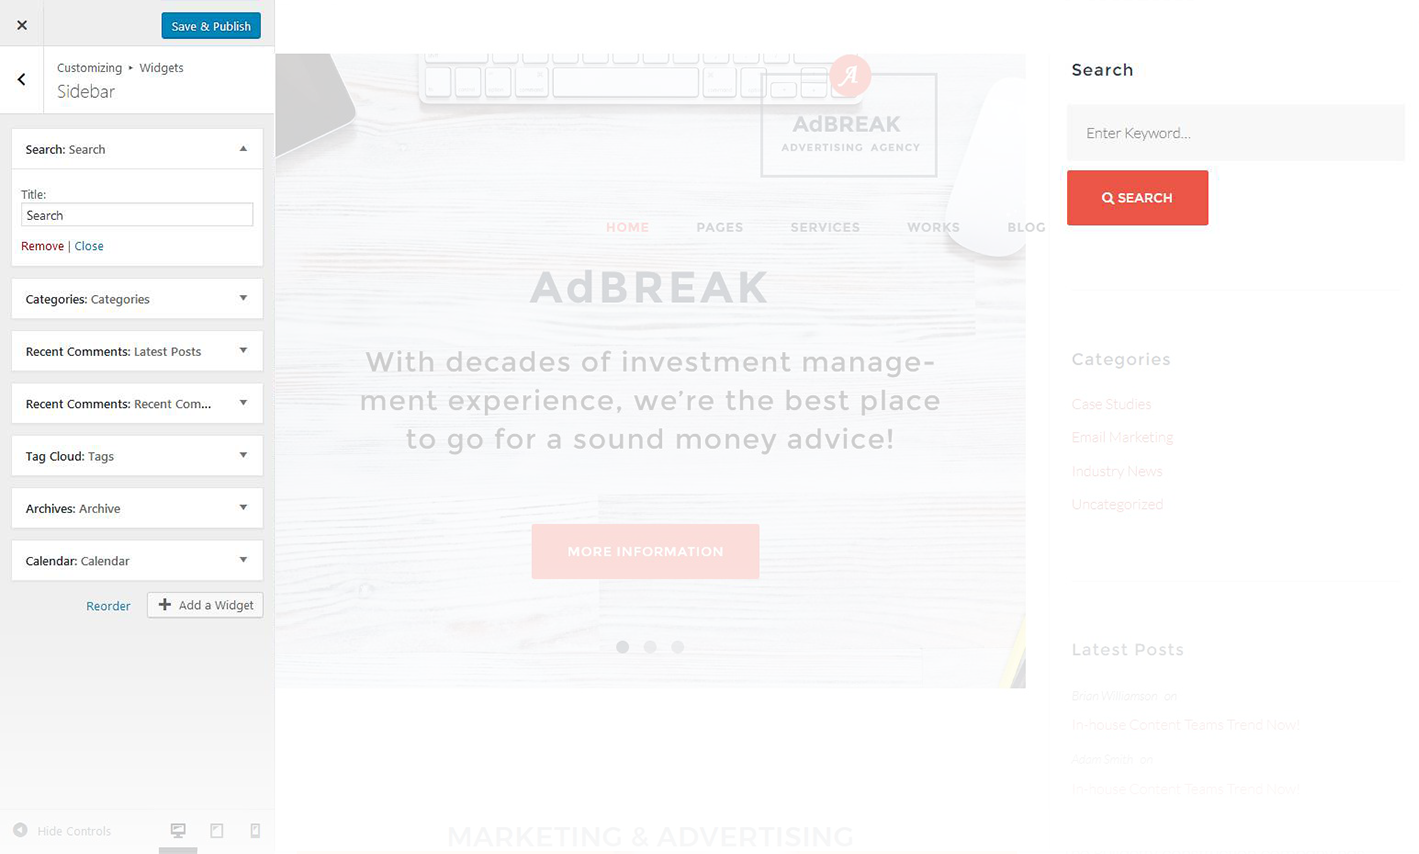 Save & Publish
Customizing ▸ Widgets
Sidebar
Search: Search
Title:
Search
Remove | Close
Categories: Categories
Recent Comments: Latest Posts
Recent Comments: Recent Com...
Tag Cloud: Tags
Archives: Archive
Calendar: Calendar
Reorder
Add a Widget
Hide Controls
A
AdBREAK
ADVERTISING AGENCY
HOME PAGES SERVICES WORKS BLOG
AdBREAK
With decades of investment manage-
ment experience, we're the best place
to go for a sound money advice!
MORE INFORMATION
MARKETING & ADVERTISING
Search
Enter Keyword...
SEARCH
Categories
Case Studies
Email Marketing
Industry News
Uncategorized
Latest Posts
Brian Williamson on
In-house Content Teams Trend Now!
Adam Smith on
In-house Content Teams Trend Now!